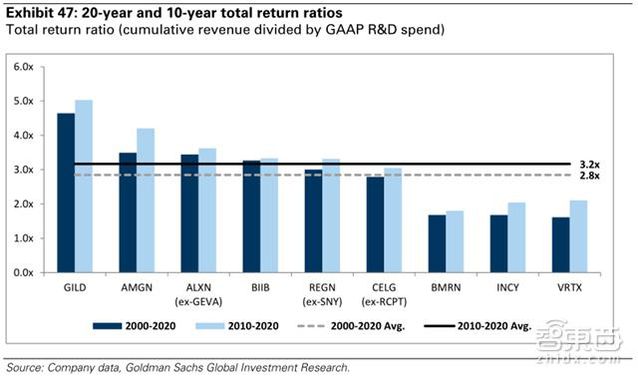 Exhibit 47: 20-year and 10-year total return ratios
Total return ratio (cumulative revenue divided by GAAP R&D spend)
6.0x
5.0x
4.0x
3.0x
2.0x
1.0x
0.0x
3.2x
2.8x
GILD AMGN ALXN BIIB REGN CELG BMRN INCY VRTX
(ex-GEVA) (ex-SNY) (ex-RCPT)
2000-2020 2010-2020 2000-2020 Avg. 2010-2020 Avg.
智东西
zhidx.com
Source: Company data, Goldman Sachs Global Investment Research.